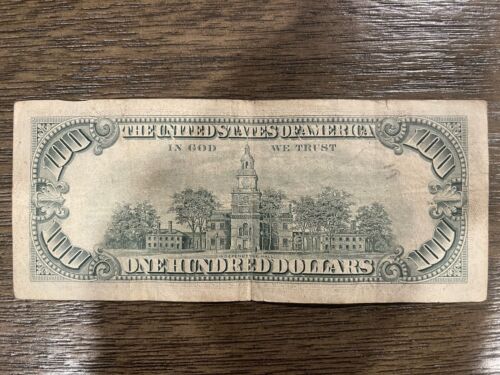 100 THE UNITED STATES OF AMERICA 100
IN GOD WE TRUST
100 ONE HUNDRED DOLLARS 100